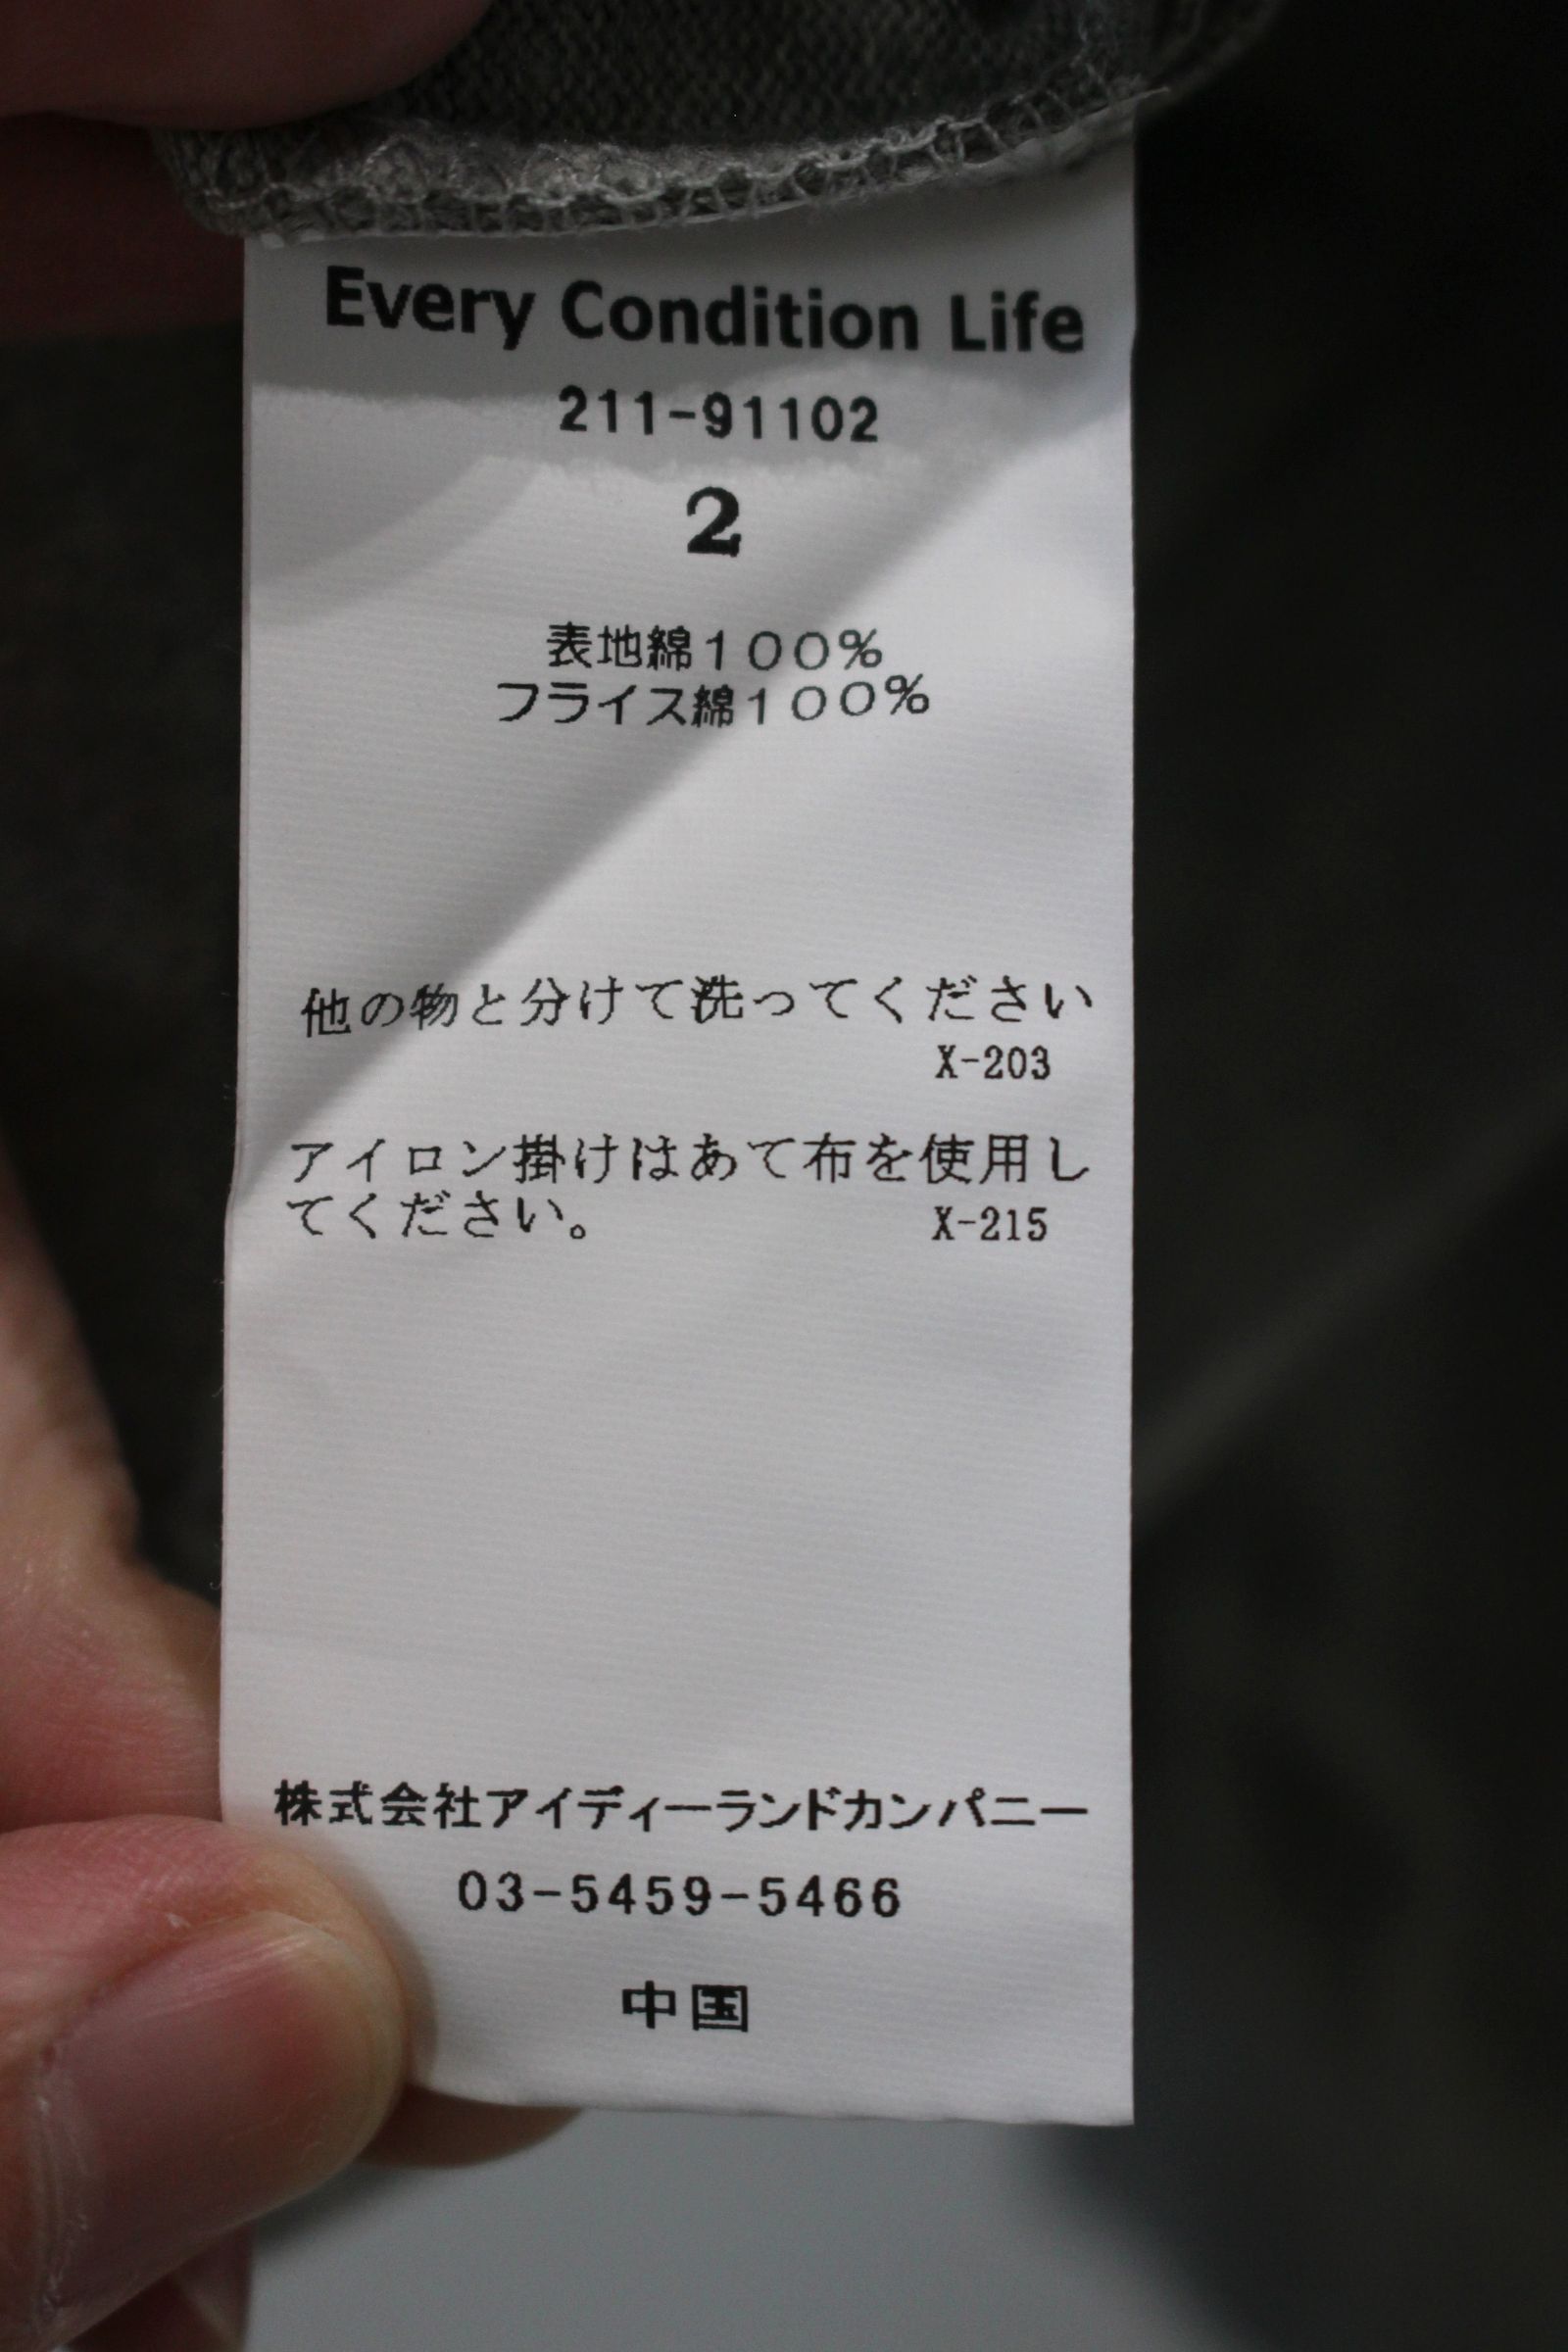 Every Condition Life
211-91102
2
表地綿100%
フライス綿100%
他の物と分けて洗ってください
X-203
アイロン掛けはあて布を使用し
てください。 X-215
株式会社アイディーランドカンパニー
03-5459-5466
中国